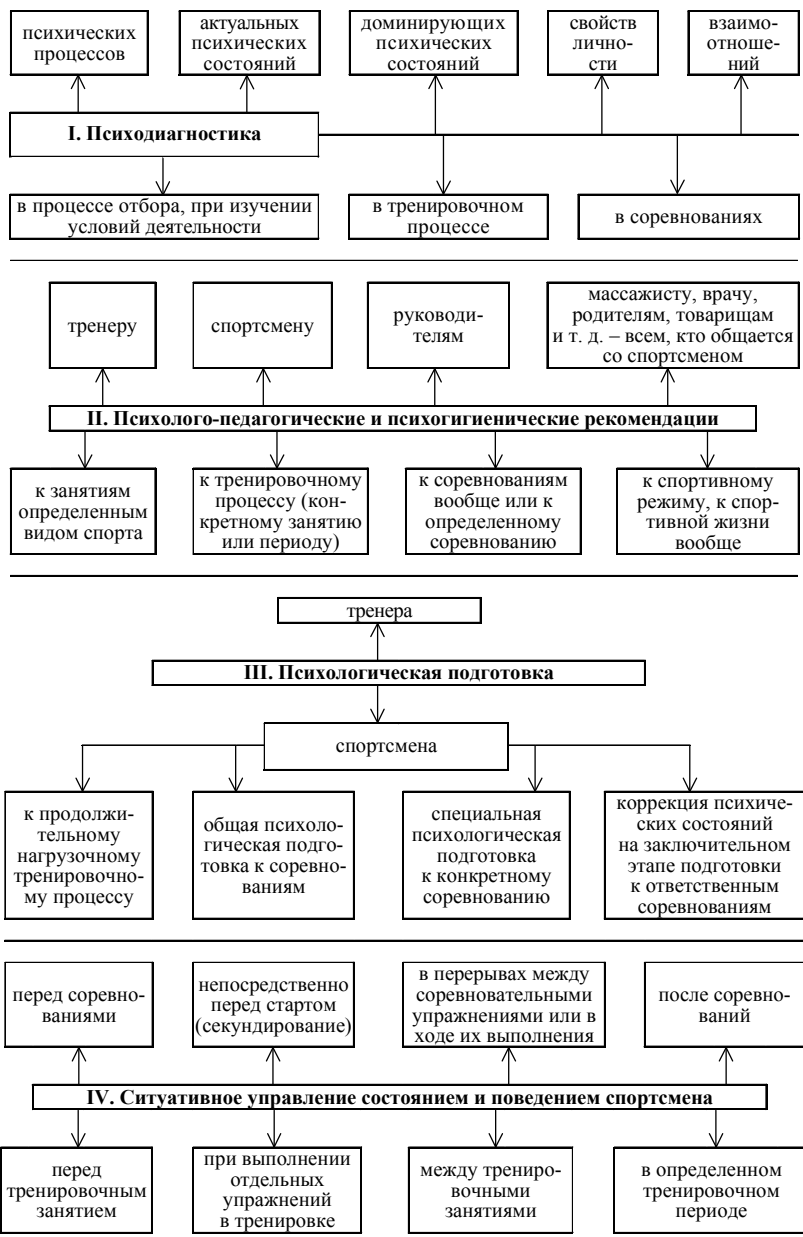 психических
процессов
актуальных
психических
состояний
доминирующих
психических
состояний
свойств
лично-
сти
взаимо-
отноше-
ний
I. Психодиагностика
в процессе отбора, при изучении
условий деятельности
в тренировочном
процессе
в соревнованиях
тренеру
спортсмену
руководи-
телям
массажисту, врачу,
родителям, товарищам
и т. д. – всем, кто общается
со спортсменом
II. Психолого-педагогические и психогигиенические рекомендации
к занятиям
определенным
видом спорта
к тренировочному
процессу (кон-
кретному занятию
или периоду)
к соревнованиям
вообще или к
определенному
соревнованию
к спортивному
режиму, к спор-
тивной жизни
вообще
тренера
III. Психологическая подготовка
спортсмена
к продолжи-
тельному
нагрузочному
тренировочно-
му процессу
общая психоло-
гическая подго-
товка к соревно-
ваниям
специальная
психологическая
подготовка
к конкретному
соревнованию
коррекция психиче-
ских состояний
на заключительном
этапе подготовки
к ответственным
соревнованиям
перед соревно-
ваниями
непосредственно
перед стартом
(секундирование)
в перерывах между
соревновательными
упражнениями или в
ходе их выполнения
после соревно-
ваний
IV. Ситуативное управление состоянием и поведением спортсмена
перед
тренировочным
занятием
при выполнении
отдельных
упражнений
в тренировке
между трениро-
вочными
занятиями
в определенном
тренировочном
периоде